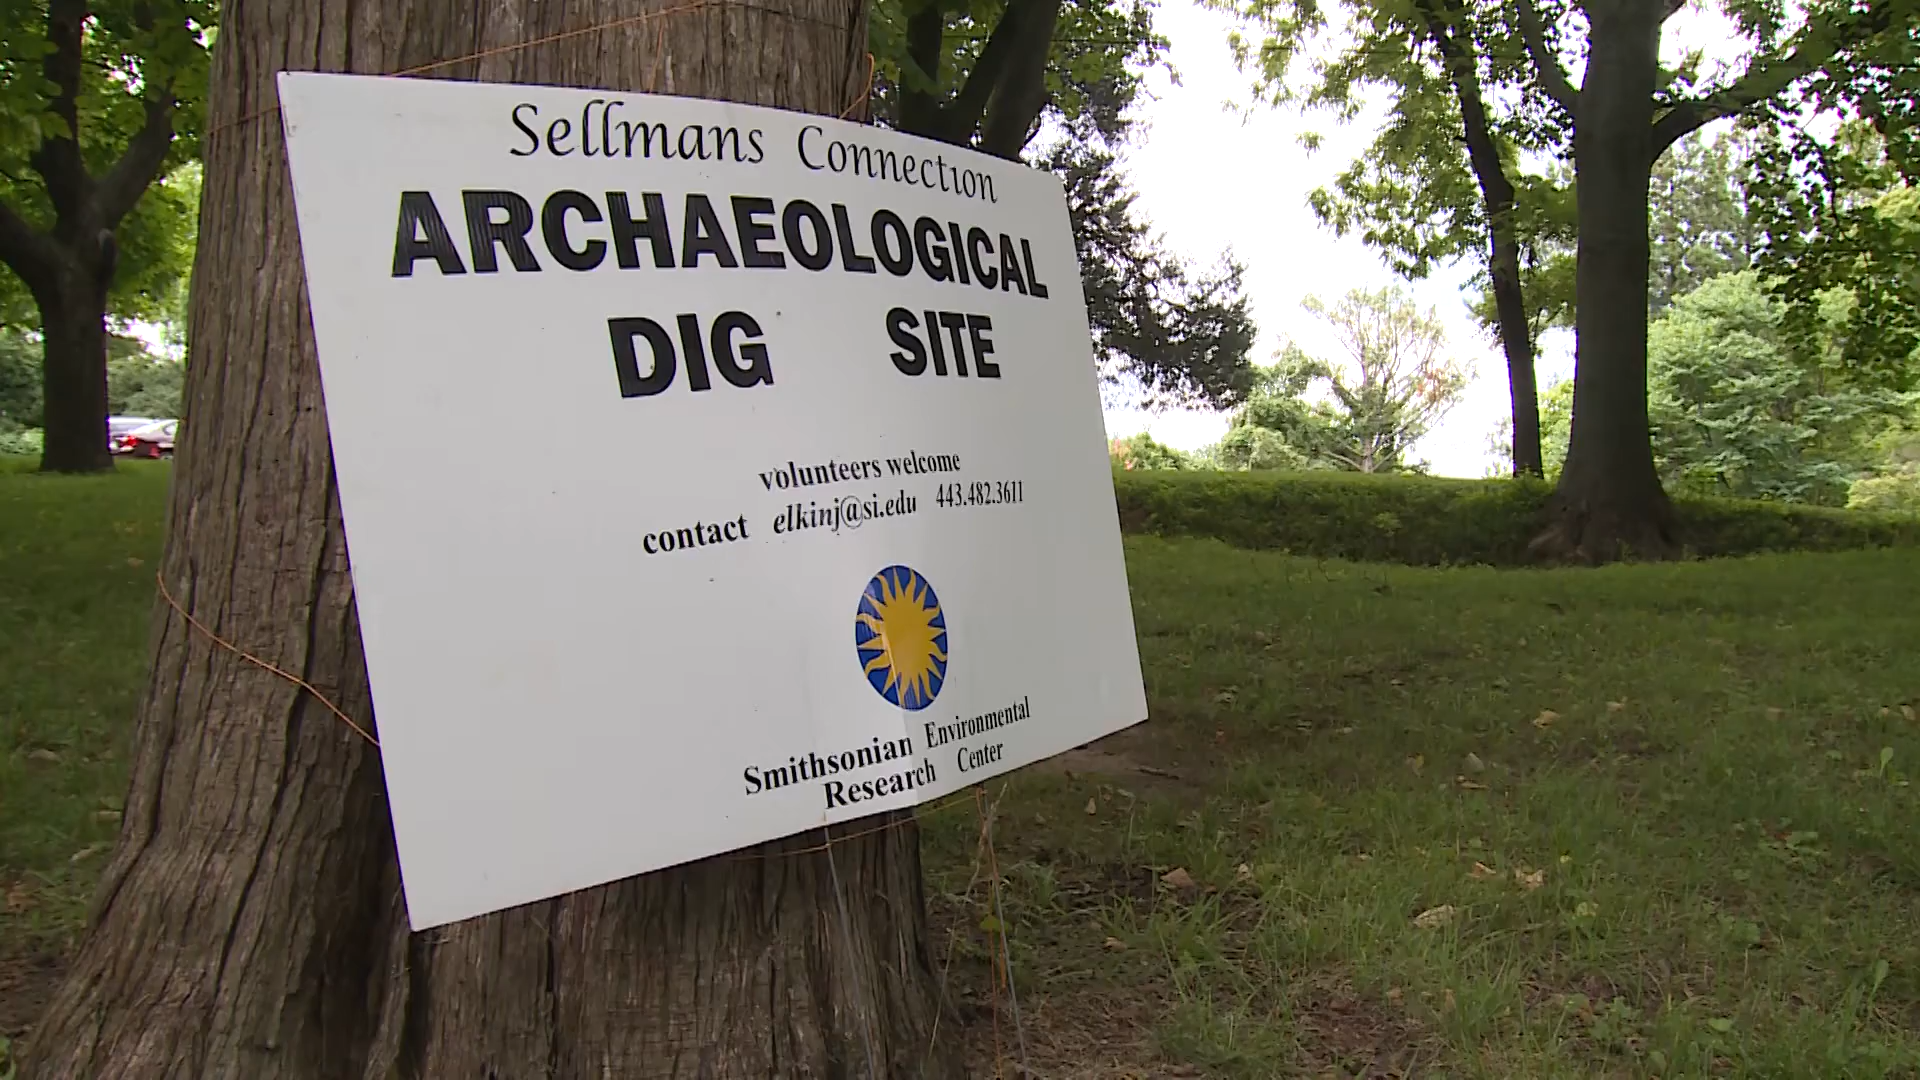 Sellmans Connection
ARCHAEOLOGICAL
DIG SITE
volunteers welcome
contact elkinj@si.edu 443.482.3611
Smithsonian Environmental
Research Center